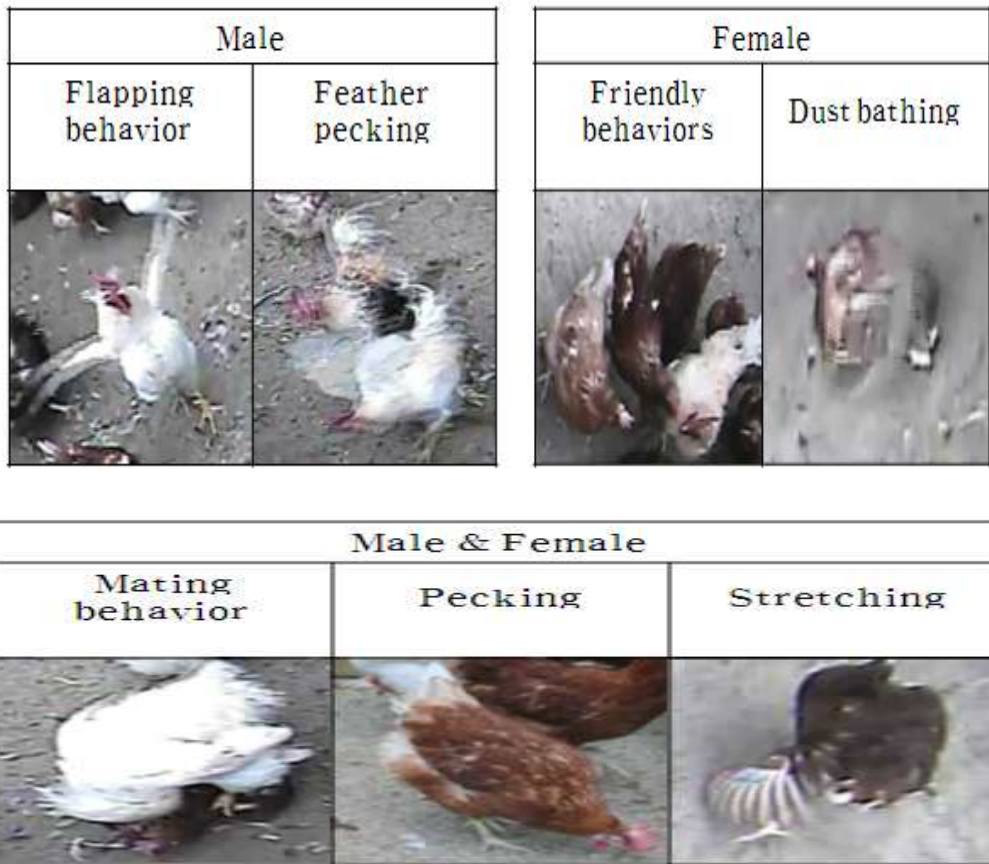 Male
Flapping
behavior
Feather
pecking
Female
Friendly
behaviors
Dust bathing
Male & Female
Mating
behavior
Pecking
Stretching